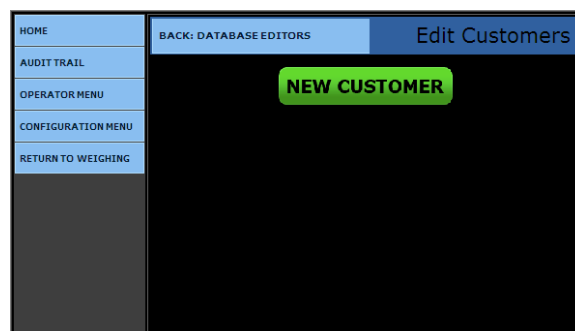 HOME
AUDIT TRAIL
OPERATOR MENU
CONFIGURATION MENU
RETURN TO WEIGHING
BACK: DATABASE EDITORS
Edit Customers
NEW CUSTOMER